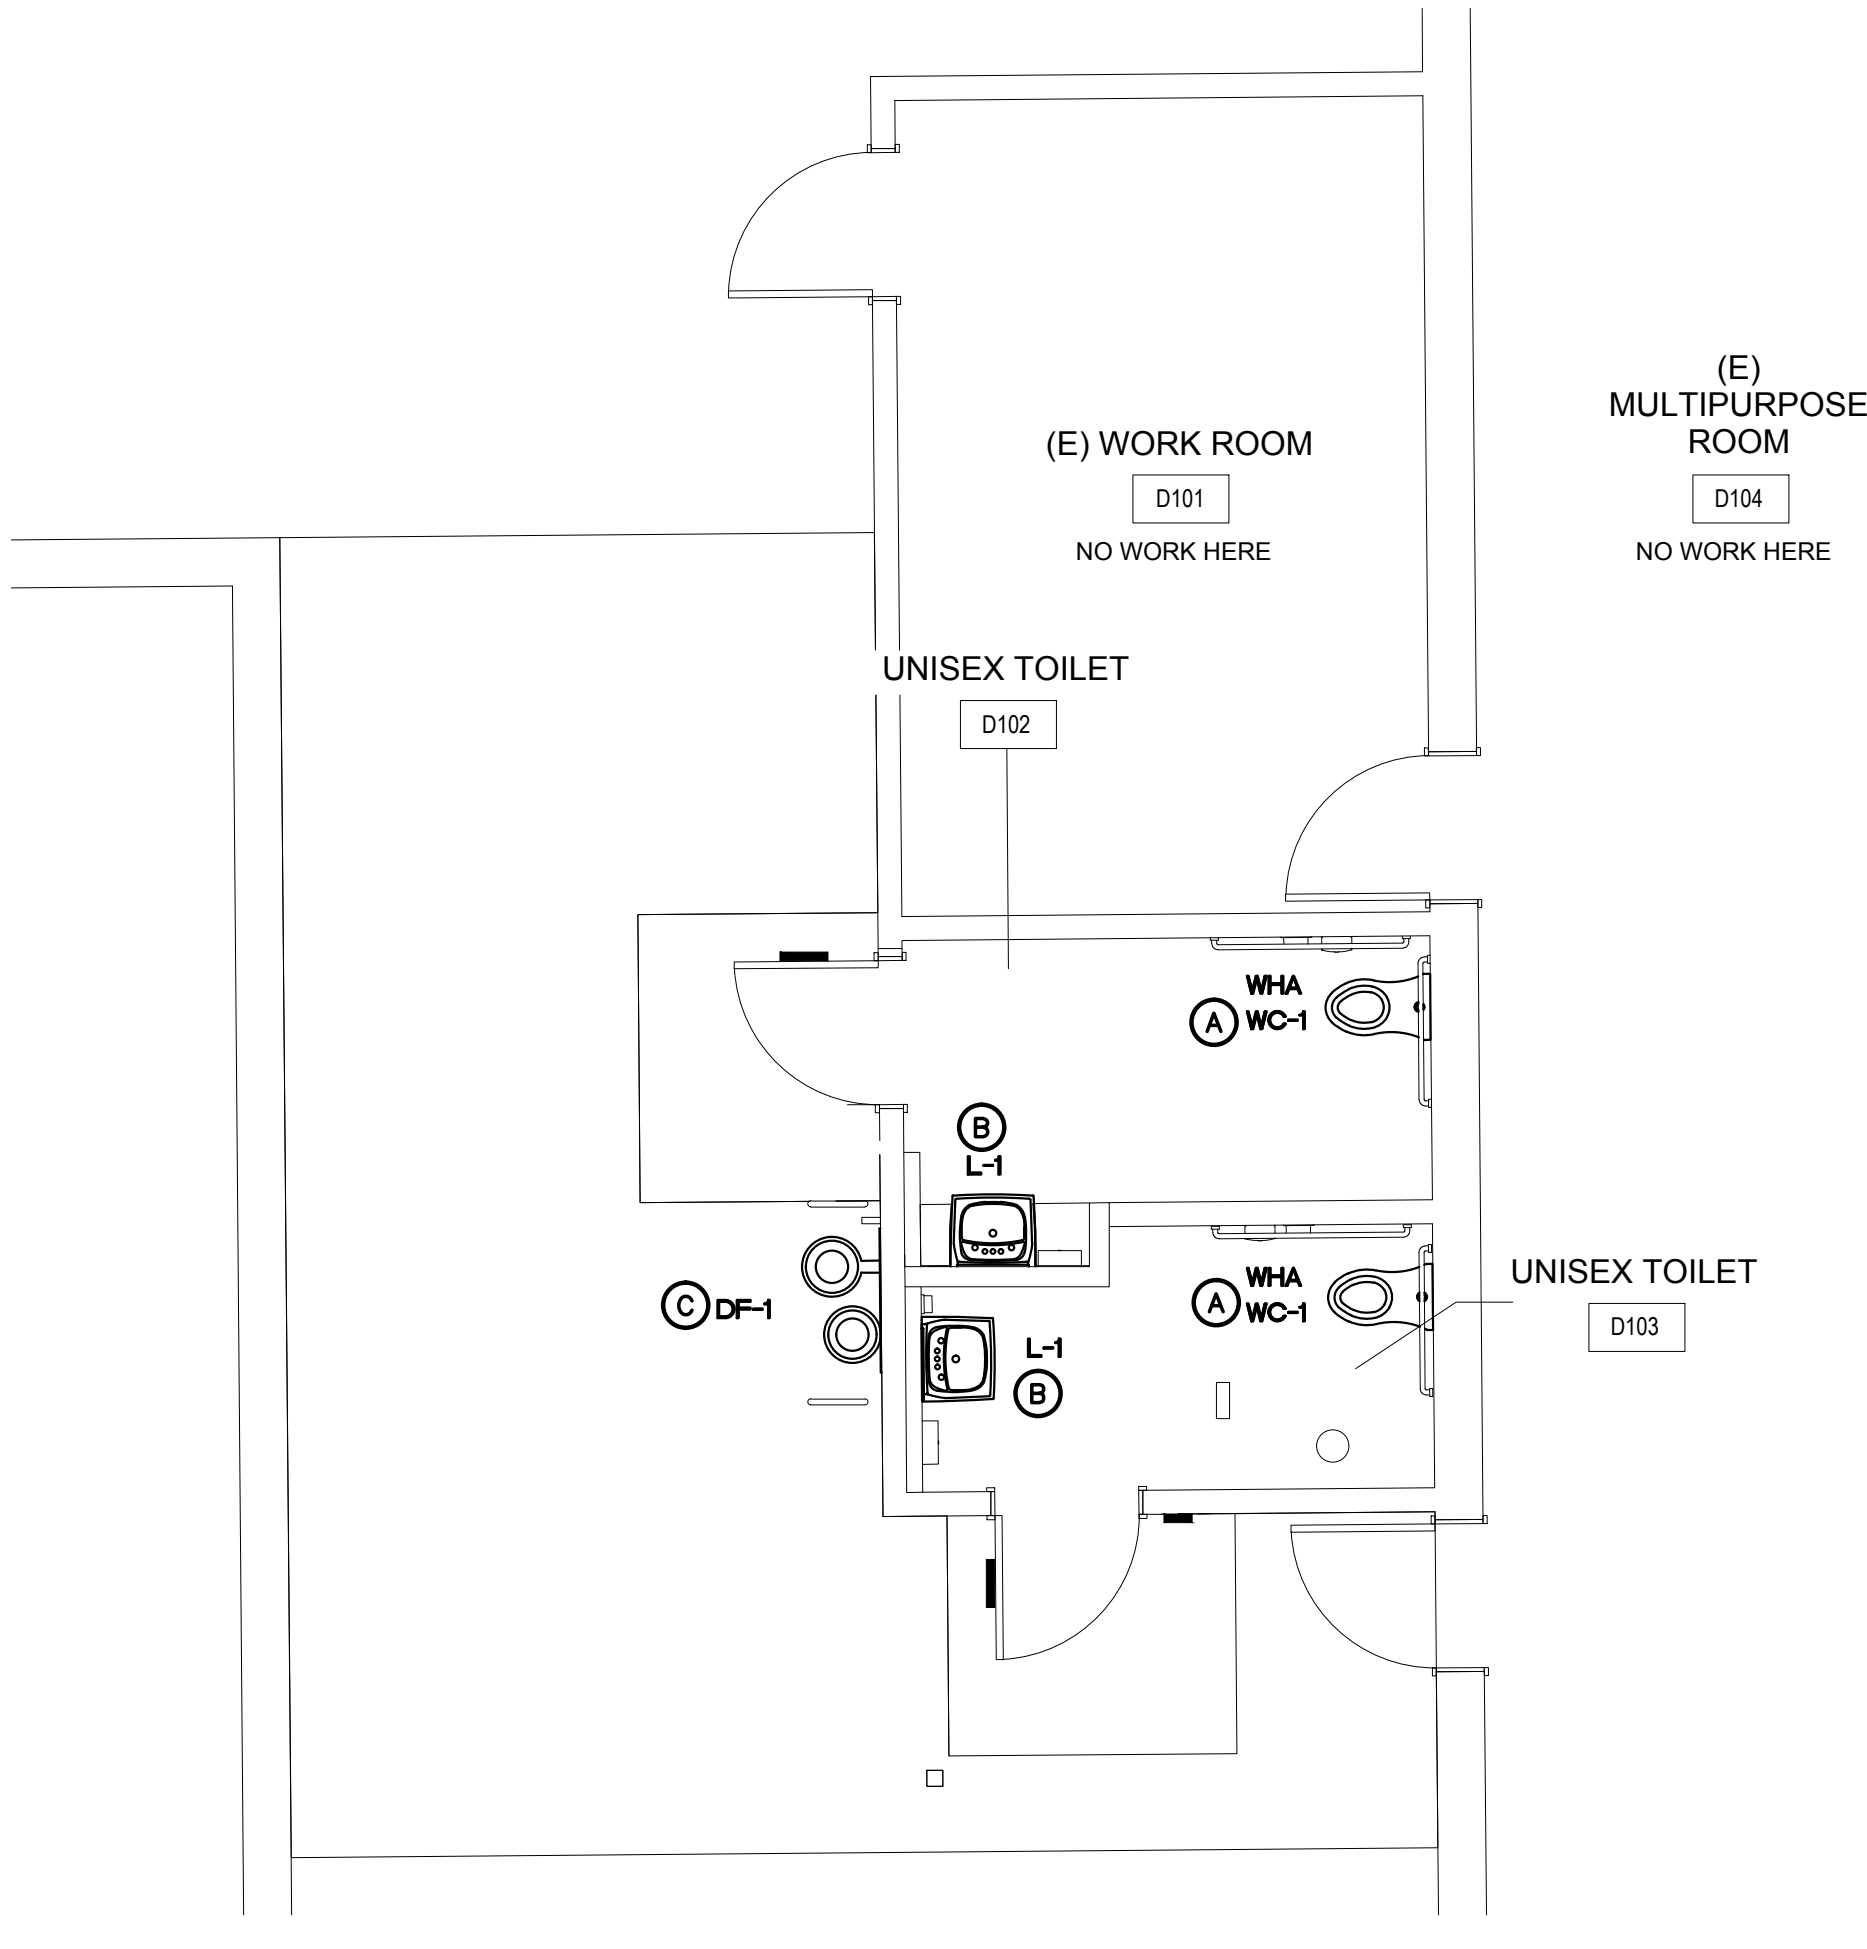 (E)
MULTIPURPOSE
ROOM
D104
NO WORK HERE
(E) WORK ROOM
D101
NO WORK HERE
UNISEX TOILET
D102
WHA
A WC-1
B
L-1
UNISEX TOILET
D103
WHA
A WC-1
C DF-1
L-1
B